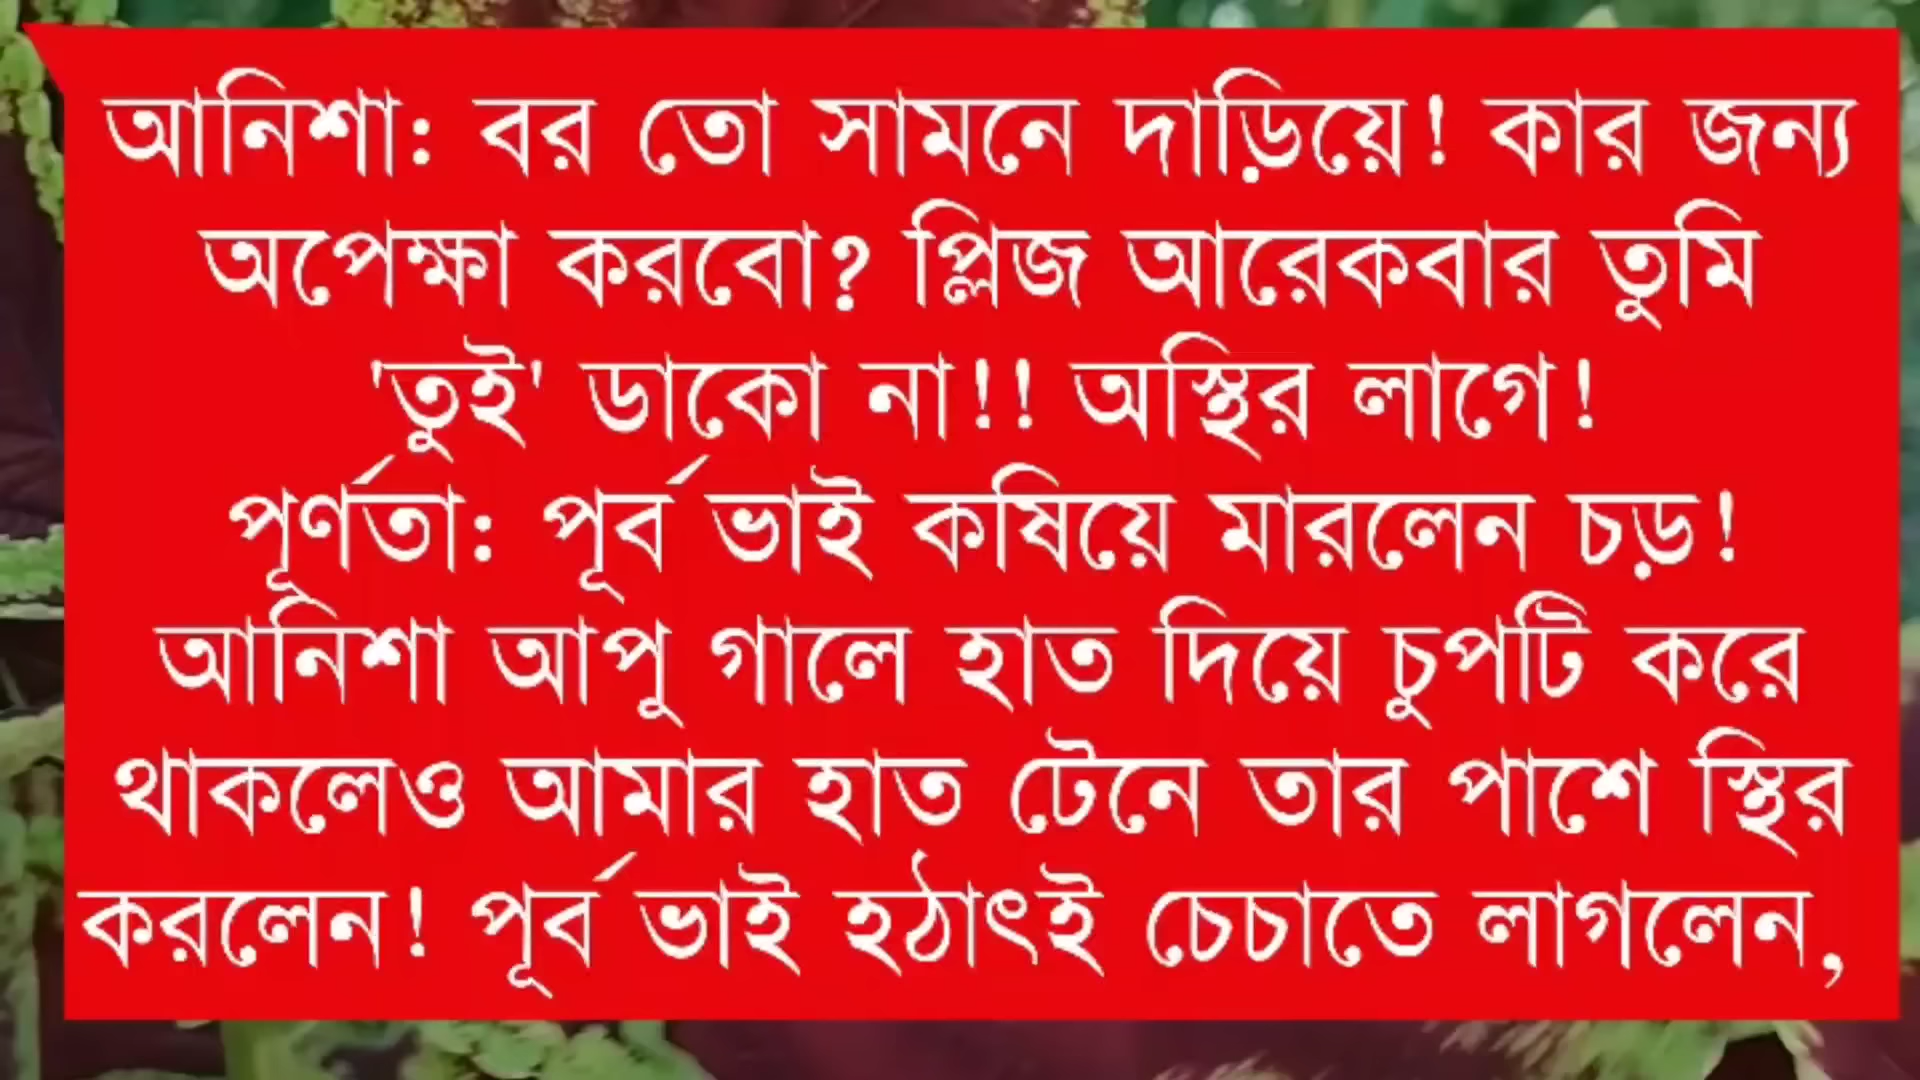 আনিশা: বর তো সামনে দাড়িয়ে! কার জন্য
অপেক্ষা করবো? প্লিজ আরেকবার তুমি
'তুই' ডাকো না!! অস্থির লাগে!
পূর্ণতা: পূর্ব ভাই কষিয়ে মারলেন চড়!
আনিশা আপু গালে হাত দিয়ে চুপটি করে
থাকলেও আমার হাত টেনে তার পাশে স্থির
করলেন! পূর্ব ভাই হঠাৎই চেচাতে লাগলেন,